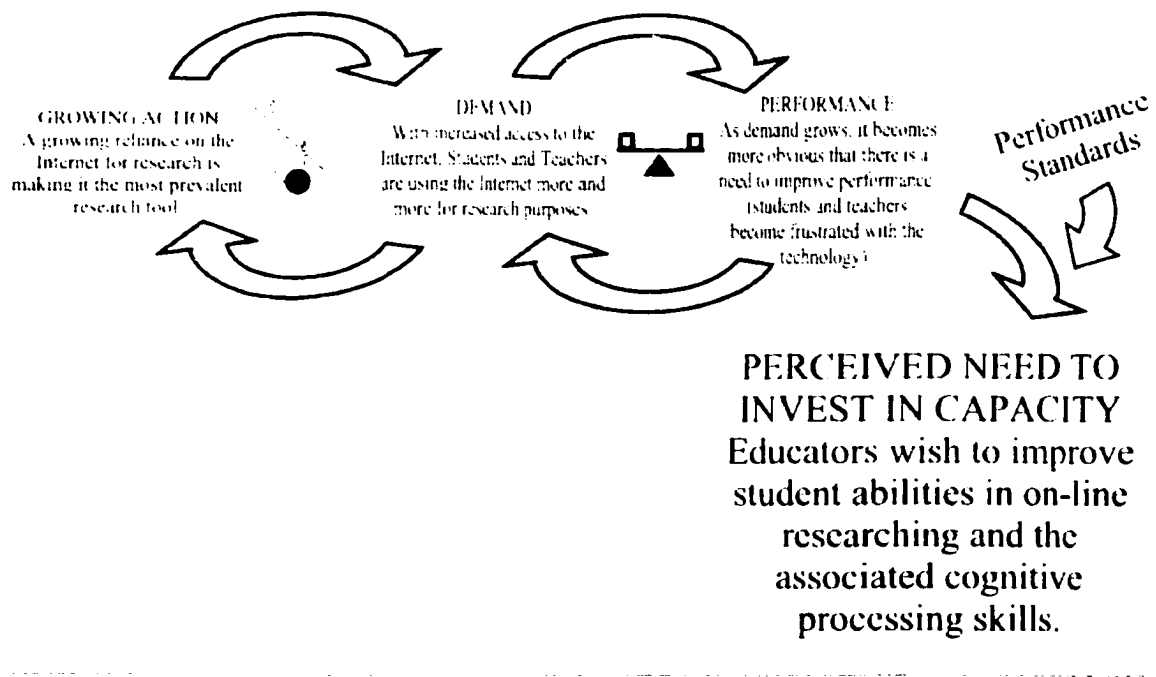 GROWING ACTION
A growing reliance on the
Internet for research is
making it the most prevalent
research tool
DEMAND
With increased access to the
Internet, Students and Teachers
are using the Internet more and
more for research purposes
PERFORMANCE
As demand grows, it becomes
more obvious that there is a
need to improve performance
(students and teachers
become frustrated with the
technology)
Performance
Standards
PERCEIVED NEED TO
INVEST IN CAPACITY
Educators wish to improve
student abilities in on-line
researching and the
associated cognitive
processing skills.